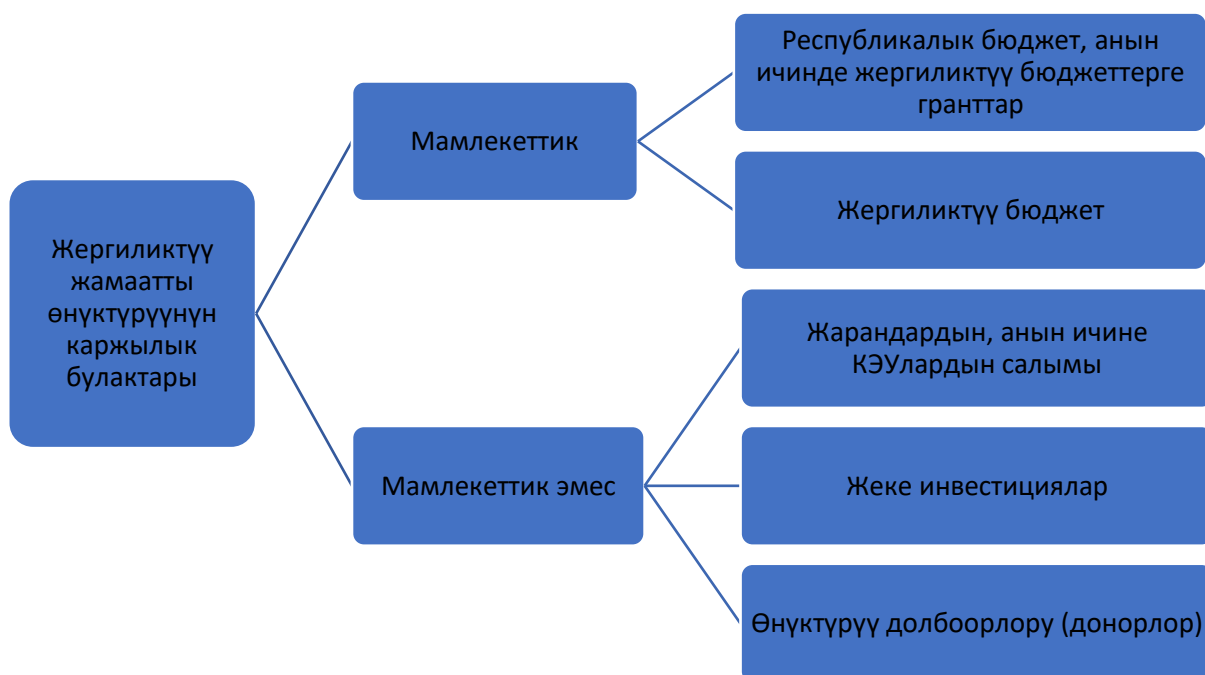 Жергиликтүү
жамаатты
өнүктүрүүнүн
каржылык
булактары
Мамлекеттик
Республикалык бюджет, анын
ичинде жергиликтүү бюджеттерге
гранттар
Жергиликтүү бюджет
Мамлекеттик эмес
Жарандардын, анын ичине
КЭУлардын салымы
Жеке инвестициялар
Өнүктүрүү долбоорлору (донорлор)